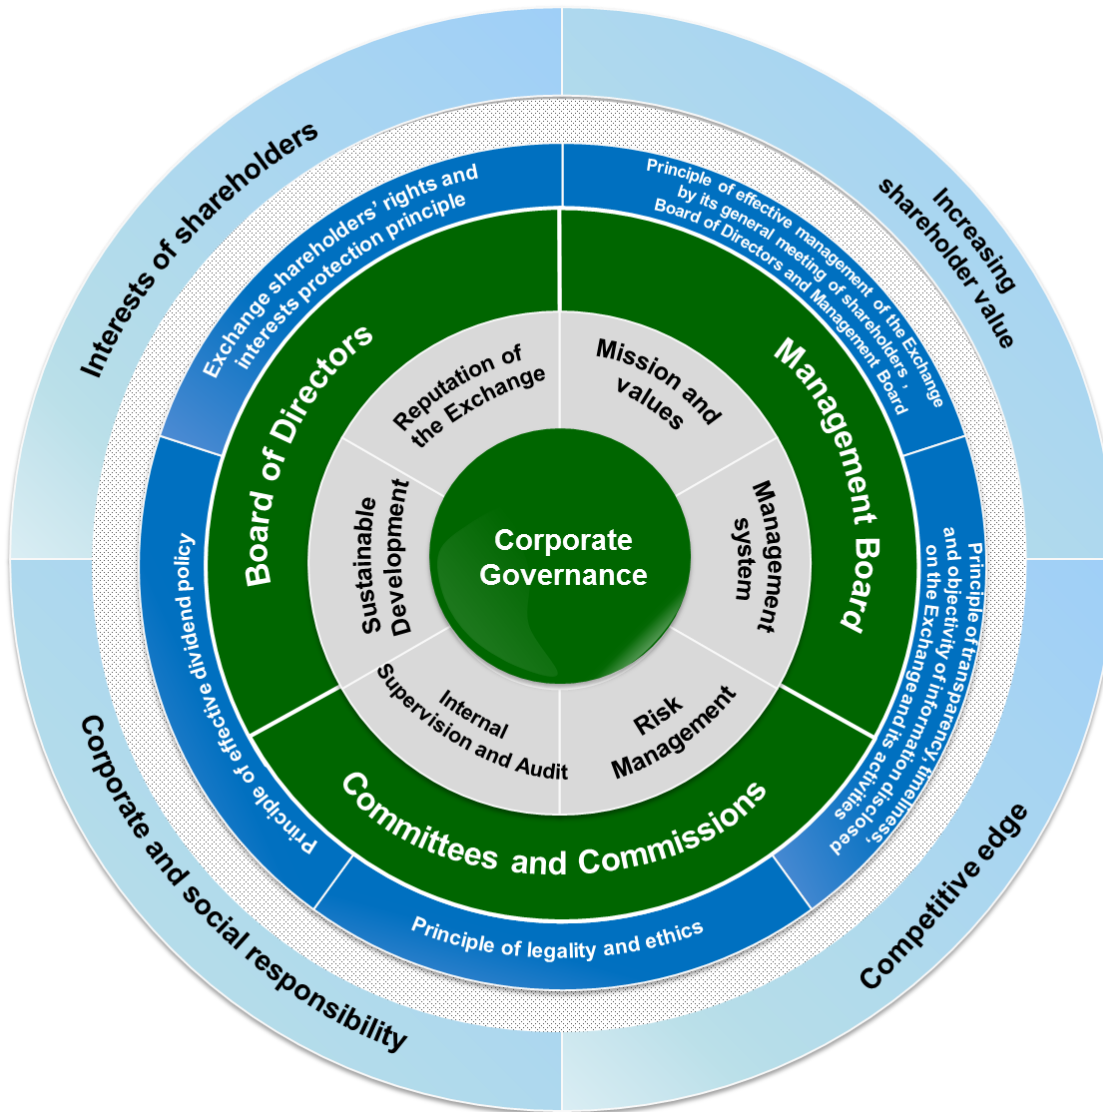 Interests of shareholders
Increasing
shareholder value
Competitive edge
Corporate and social responsibility
Exchange shareholders' rights and
interests protection principle
Principle of effective management of the Exchange
by its general meeting of shareholders ,
Board of Directors and Management Board
Principle of transparency, timeliness,
and objectivity of information disclosed
on the Exchange and its activities
Principle of legality and ethics
Principle of effective dividend policy
Board of Directors
Management Board
Committees and Commissions
Reputation of
the Exchange
Mission and
values
Management
system
Risk
Management
Internal
Supervision and Audit
Sustainable
Development
Corporate
Governance